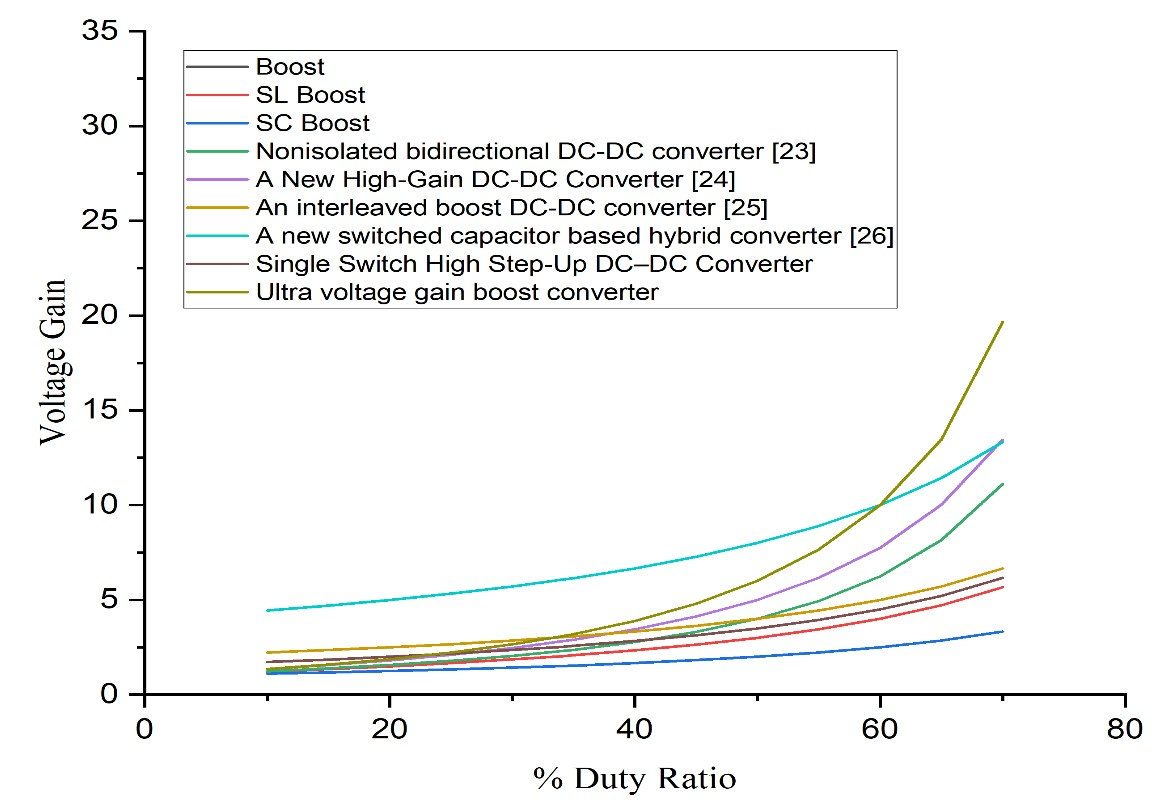 35
30
25
20
15
10
5
0
Voltage Gain
Boost
SL Boost
SC Boost
Nonisolated bidirectional DC-DC converter [23]
A New High-Gain DC-DC Converter [24]
An interleaved boost DC-DC converter [25]
A new switched capacitor based hybrid converter [26]
Single Switch High Step-Up DC–DC Converter
Ultra voltage gain boost converter
0 20 40 60 80
% Duty Ratio